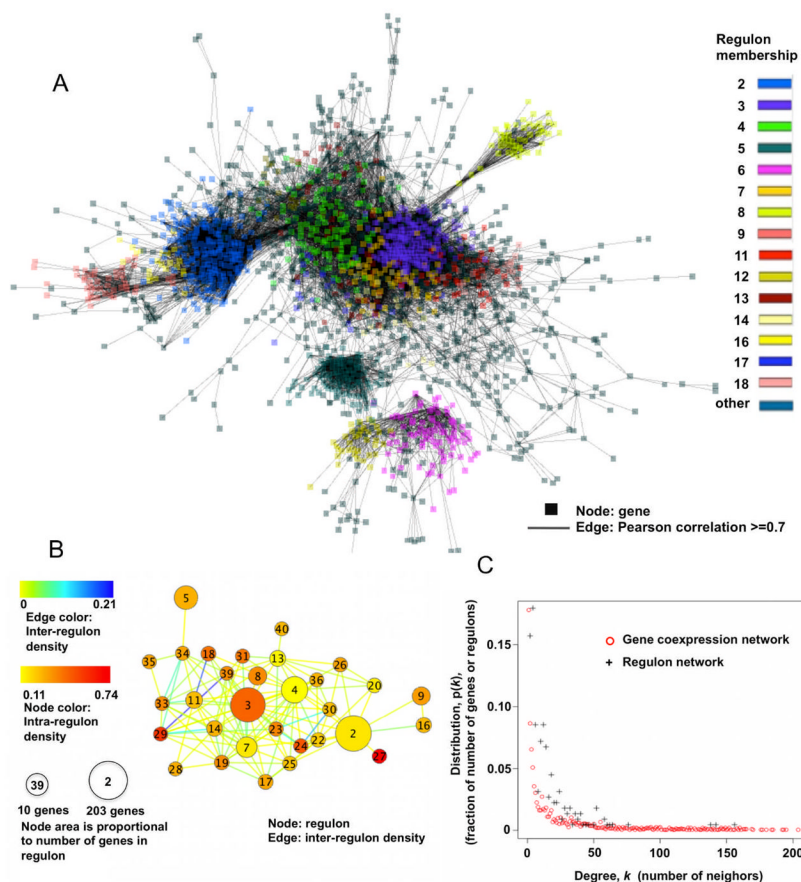 A
Regulon
membership
2
3
4
5
6
7
8
9
11
12
13
14
16
17
18
other
Node: gene
Edge: Pearson correlation >=0.7
B
0
0.21
Edge color:
Inter-regulon
density
0.11
0.74
Node color:
Intra-regulon
density
39
2
10 genes
203 genes
Node area is proportional
to number of genes in
regulon
5
40
35
34
18
31
13
26
39
8
36
20
33
11
3
4
9
30
29
14
23
2
16
7
24
22
27
28
19
25
17
Node: regulon
Edge: inter-regulon density
C
Distribution, p(k),
(fraction of number of genes or regulons)
0.15
0.10
0.05
0
Gene coexpression network
Regulon network
0
50
100
150
200
Degree, k (number of neighors)